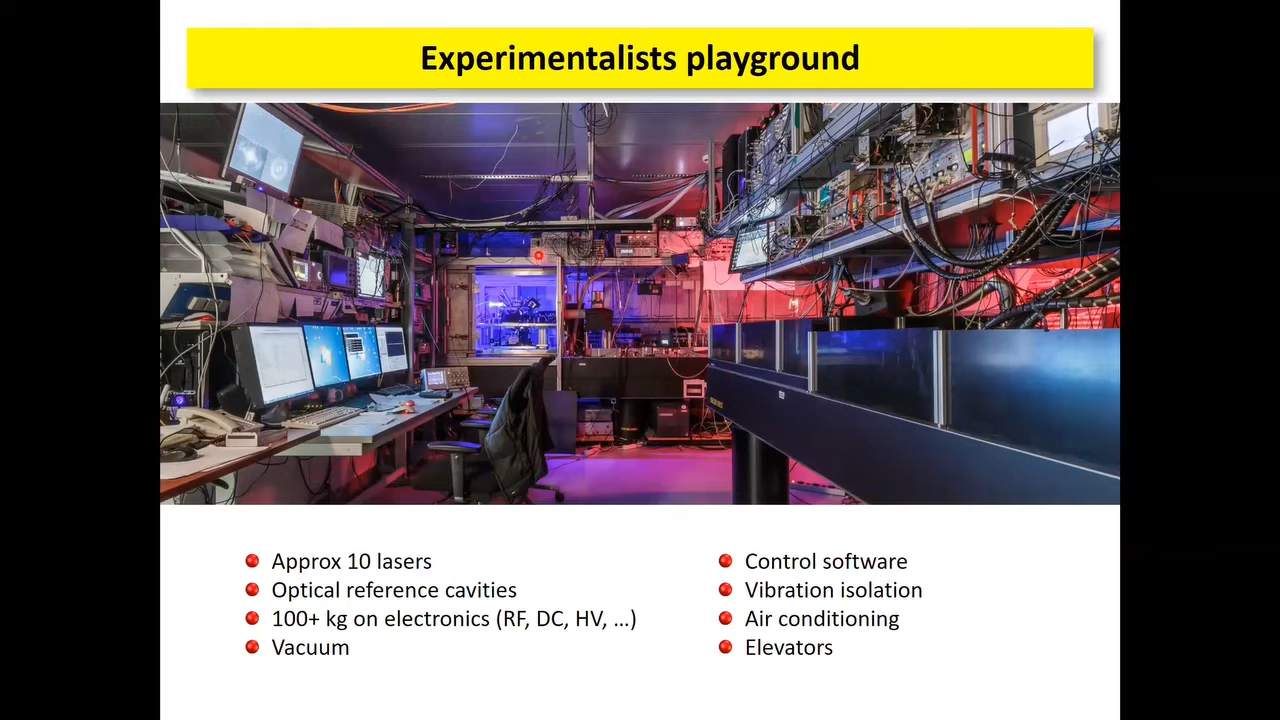 Experimentalists playground
Approx 10 lasers
Optical reference cavities
100+ kg on electronics (RF, DC, HV, …)
Vacuum
Control software
Vibration isolation
Air conditioning
Elevators